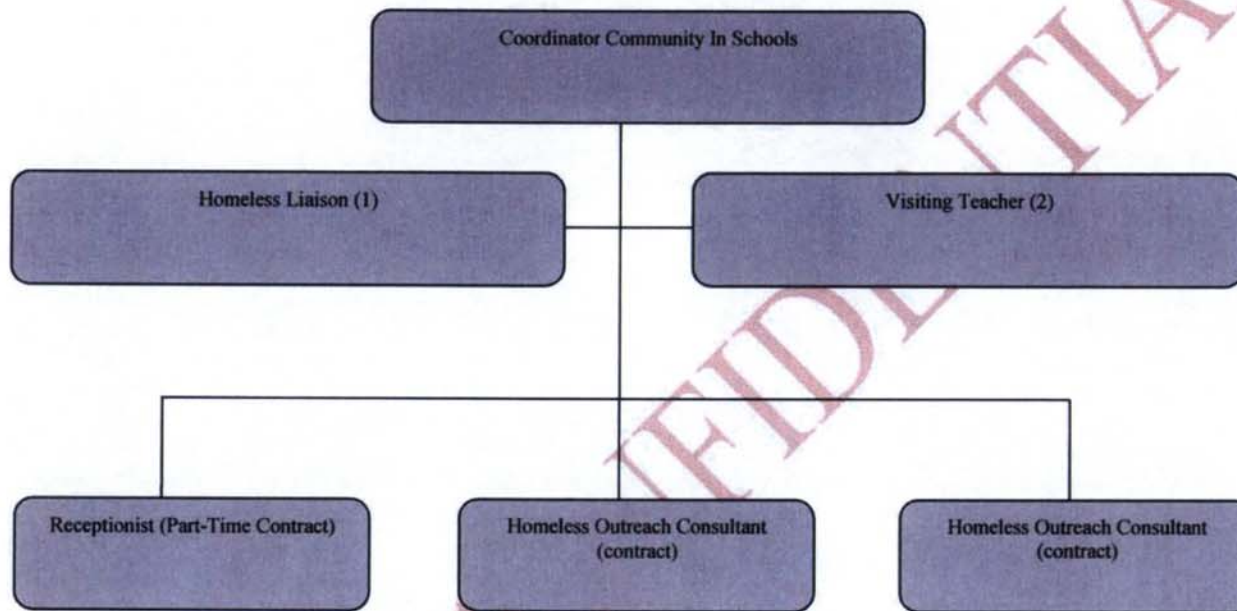 Coordinator Community In Schools
Homeless Liaison (1)
Visiting Teacher (2)
Receptionist (Part-Time Contract)
Homeless Outreach Consultant
(contract)
Homeless Outreach Consultant
(contract)